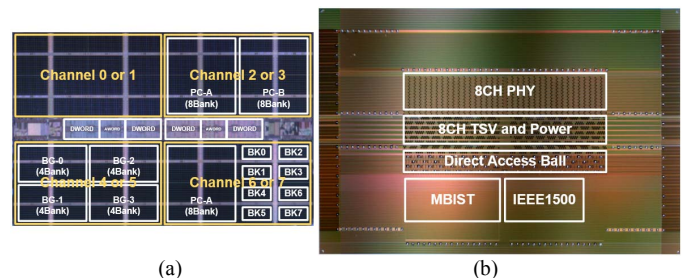 Channel 0 or 1
Channel 2 or 3
PC-A
(8Bank)
PC-B
(8Bank)
DWORD
AWORD
DWORD
DWORD
AWORD
DWORD
BG-0
(4Bank)
BG-2
(4Bank)
Channel 4 or 5
BG-1
(4Bank)
BG-3
(4Bank)
Channel 6 or 7
PC-A
(8Bank)
BK0
BK2
BK1
BK3
BK4
BK6
BK5
BK7
(a)
8CH PHY
8CH TSV and Power
Direct Access Ball
MBIST
IEEE1500
(b)